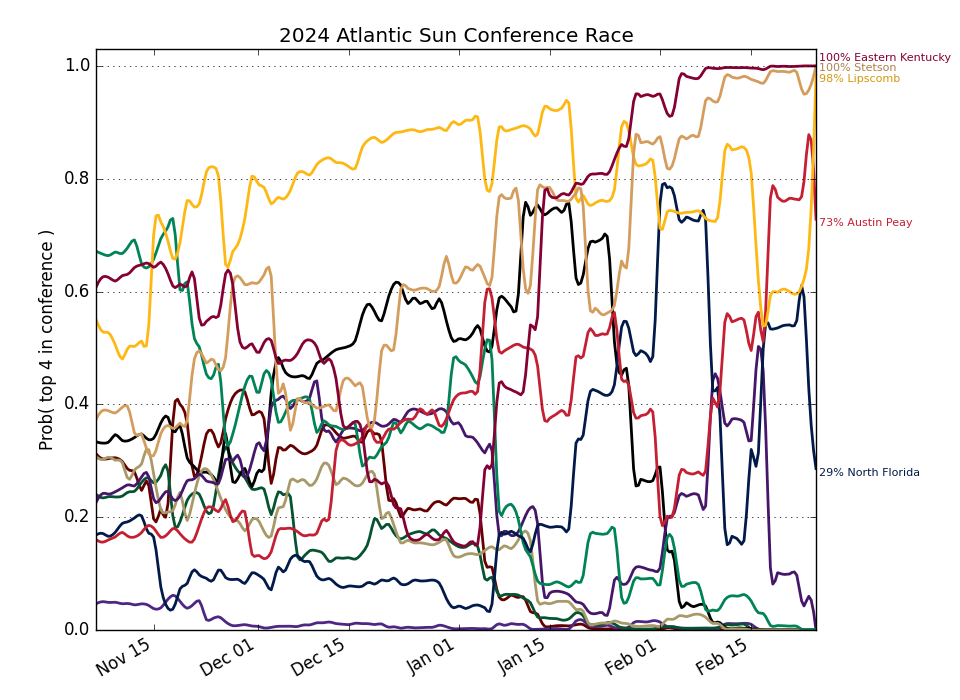 2024 Atlantic Sun Conference Race
Prob( top 4 in conference )
1.0
0.8
0.6
0.4
0.2
0.0
Nov 15
Dec 01
Dec 15
Jan 01
Jan 15
Feb 01
Feb 15
100% Eastern Kentucky
100% Stetson
98% Lipscomb
73% Austin Peay
29% North Florida